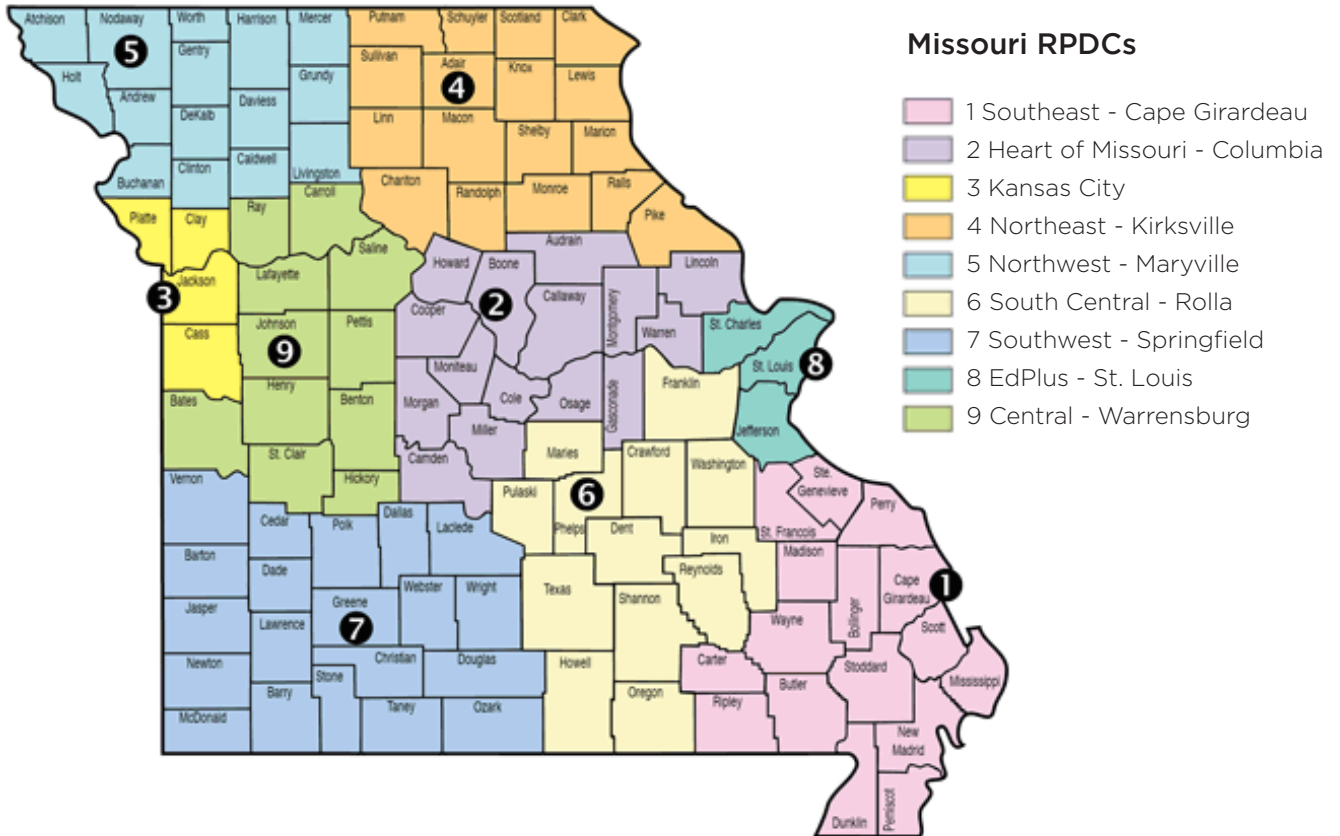 Missouri RPDCs
1 Southeast - Cape Girardeau
2 Heart of Missouri - Columbia
3 Kansas City
4 Northeast - Kirksville
5 Northwest - Maryville
6 South Central - Rolla
7 Southwest - Springfield
8 EdPlus - St. Louis
9 Central - Warrensburg
Atchison
Nodaway
Worth
Harrison
Mercer
Putnam
Schuyler
Scotland
Clark
5
Gentry
Sullivan
Adair
4
Knox
Lewis
Holt
Grundy
Andrew
Daviess
DeKalb
Linn
Macon
Shelby
Marion
Buchanan
Clinton
Caldwell
Livingston
Chariton
Randolph
Monroe
Ralls
Pike
Platte
Clay
Ray
Carroll
Saline
Howard
Boone
Audrain
Lincoln
3
Jackson
Lafayette
Cooper
2
Callaway
Montgomery
Warren
St. Charles
Cass
Johnson
9
Pettis
Moniteau
Cole
Osage
Gasconade
Franklin
St. Louis
8
Bates
Henry
Benton
Morgan
Miller
Jefferson
St. Clair
Hickory
Camden
Maries
Crawford
Washington
Ste.
Genevieve
Perry
Vernon
Cedar
Polk
Dallas
Laclede
Pulaski
6
Phelps
Dent
Iron
St. Francois
Madison
Barton
Dade
Webster
Wright
Texas
Shannon
Reynolds
Bollinger
Cape
Girardeau
1
Jasper
Lawrence
Greene
7
Wayne
Scott
Newton
Christian
Douglas
Howell
Carter
Stoddard
Mississippi
McDonald
Barry
Stone
Taney
Ozark
Oregon
Ripley
Butler
New
Madrid
Dunklin
Pemiscot